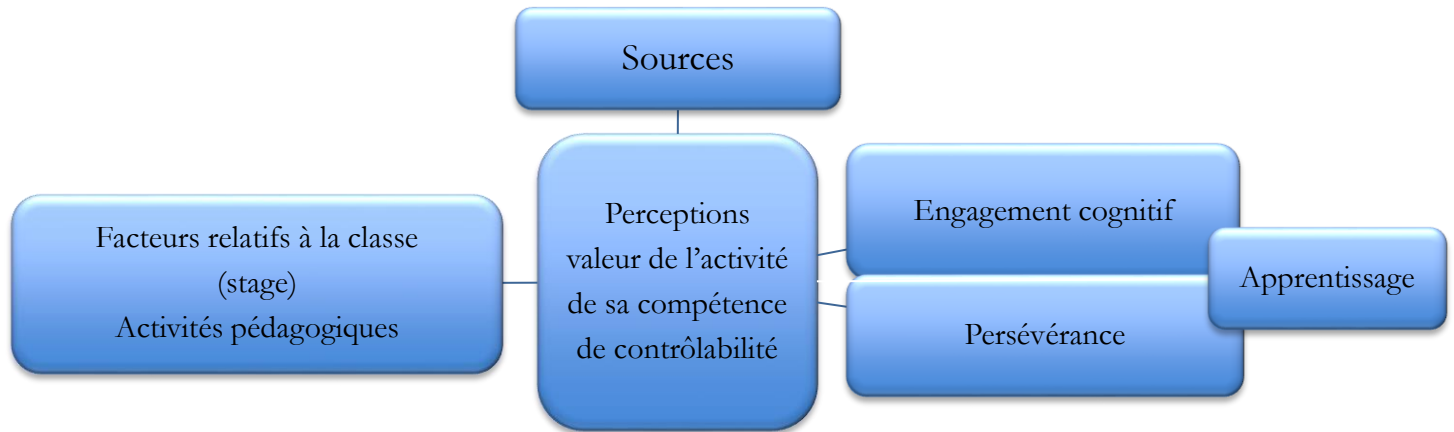 Sources
Facteurs relatifs à la classe
(stage)
Activités pédagogiques
Perceptions
valeur de l’activité
de sa compétence
de contrôlabilité
Engagement cognitif
Persévérance
Apprentissage